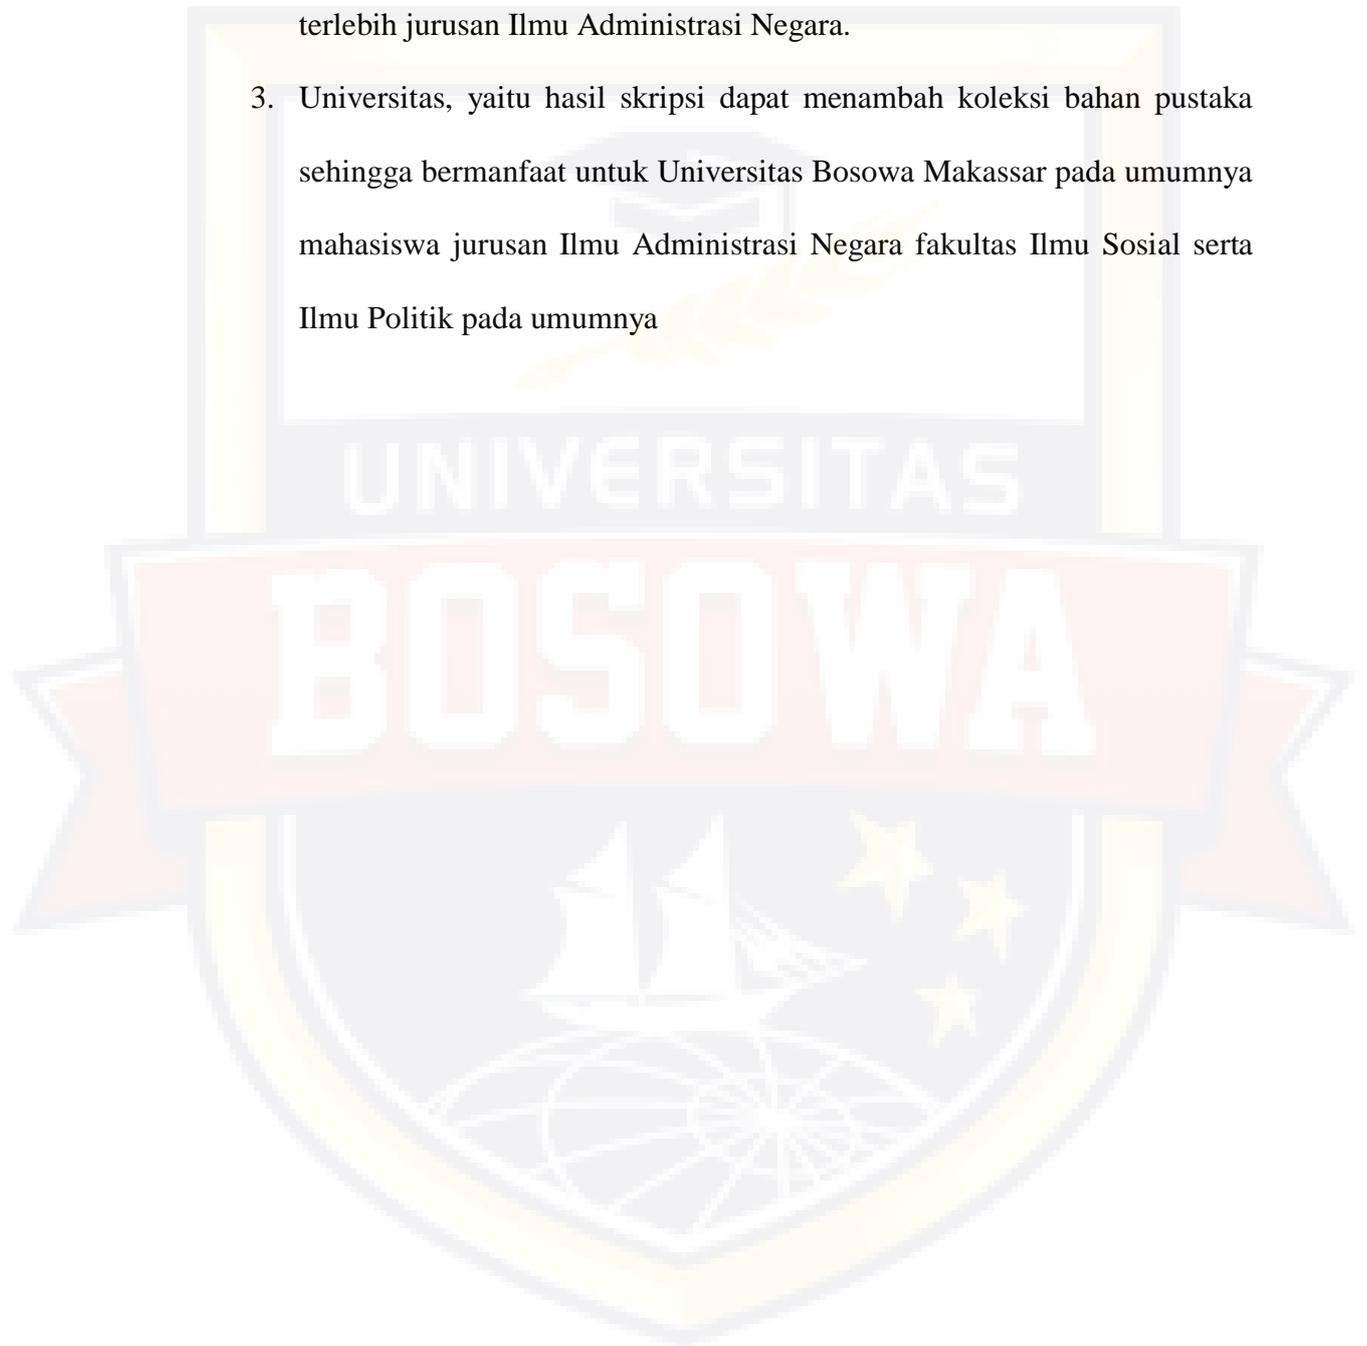 terlebih jurusan Ilmu Administrasi Negara.
3. Universitas, yaitu hasil skripsi dapat menambah koleksi bahan pustaka
sehingga bermanfaat untuk Universitas Bosowa Makassar pada umumnya
mahasiswa jurusan Ilmu Administrasi Negara fakultas Ilmu Sosial serta
Ilmu Politik pada umumnya
UNIVERSITAS
BOSOWA